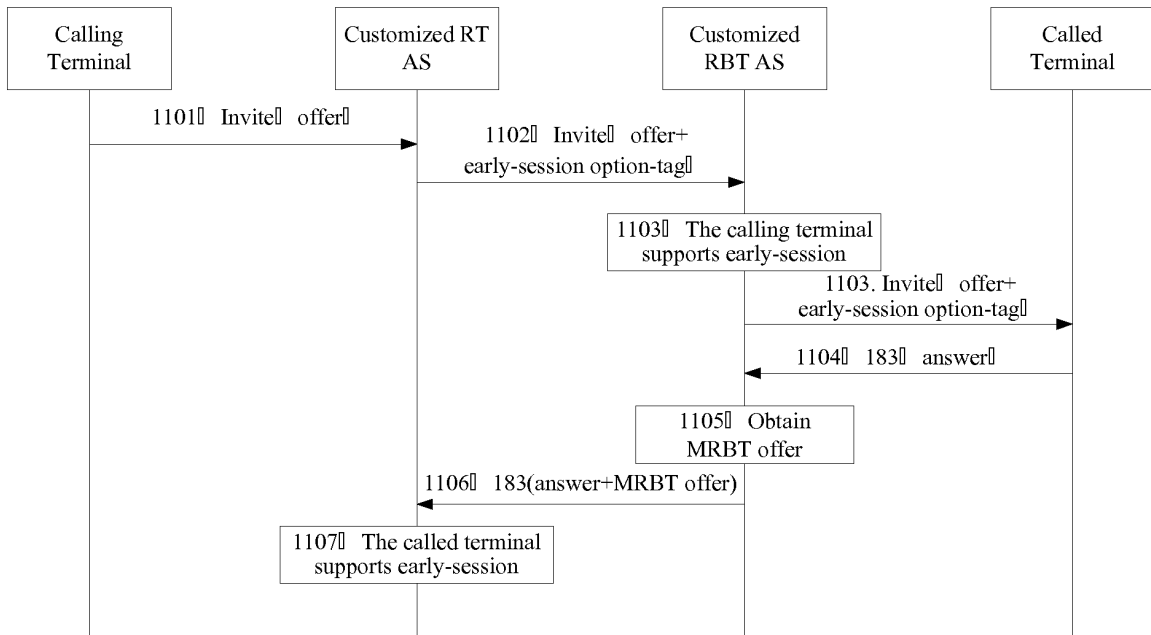 Calling
Terminal
Customized RT
AS
Customized
RBT AS
Called
Terminal
1101▯ Invite▯ offer▯
1102▯ Invite▯ offer+
early-session option-tag▯
1103▯ The calling terminal
supports early-session
1103. Invite▯ offer+
early-session option-tag▯
1104▯ 183▯ answer▯
1105▯ Obtain
MRBT offer
1106▯ 183(answer+MRBT offer)
1107▯ The called terminal
supports early-session